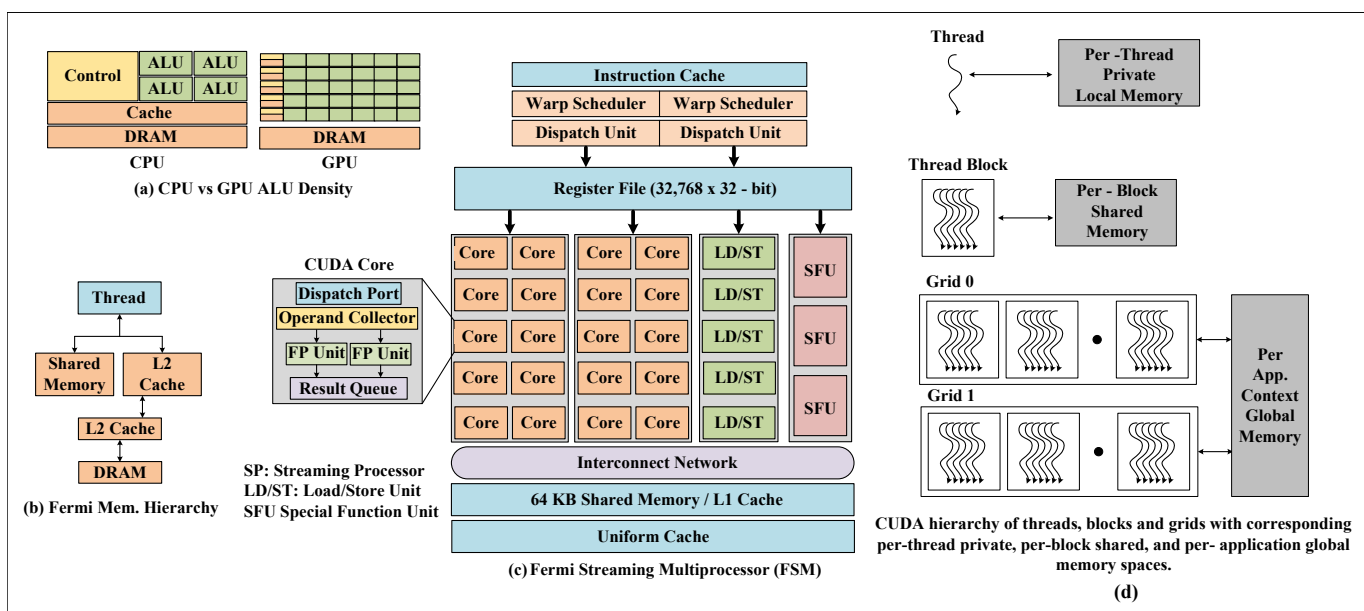 Control
ALU
ALU
ALU
ALU
Cache
DRAM
DRAM
CPU
GPU
(a) CPU vs GPU ALU Density
Thread
Shared
Memory
L2
Cache
L2 Cache
DRAM
(b) Fermi Mem. Hierarchy
Instruction Cache
Warp Scheduler
Warp Scheduler
Dispatch Unit
Dispatch Unit
Register File (32,768 x 32 - bit)
Core
Core
Core
Core
LD/ST
Core
Core
Core
Core
LD/ST
Core
Core
Core
Core
LD/ST
Core
Core
Core
Core
LD/ST
Core
Core
Core
Core
LD/ST
SFU
SFU
SFU
CUDA Core
Dispatch Port
Operand Collector
FP Unit
FP Unit
Result Queue
SP: Streaming Processor
LD/ST: Load/Store Unit
SFU Special Function Unit
Interconnect Network
64 KB Shared Memory / L1 Cache
Uniform Cache
(c) Fermi Streaming Multiprocessor (FSM)
Thread
Per -Thread
Private
Local Memory
Thread Block
Per - Block
Shared
Memory
Grid 0
Grid 1
Per
App.
Context
Global
Memory
CUDA hierarchy of threads, blocks and grids with corresponding
per-thread private, per-block shared, and per- application global
memory spaces.
(d)